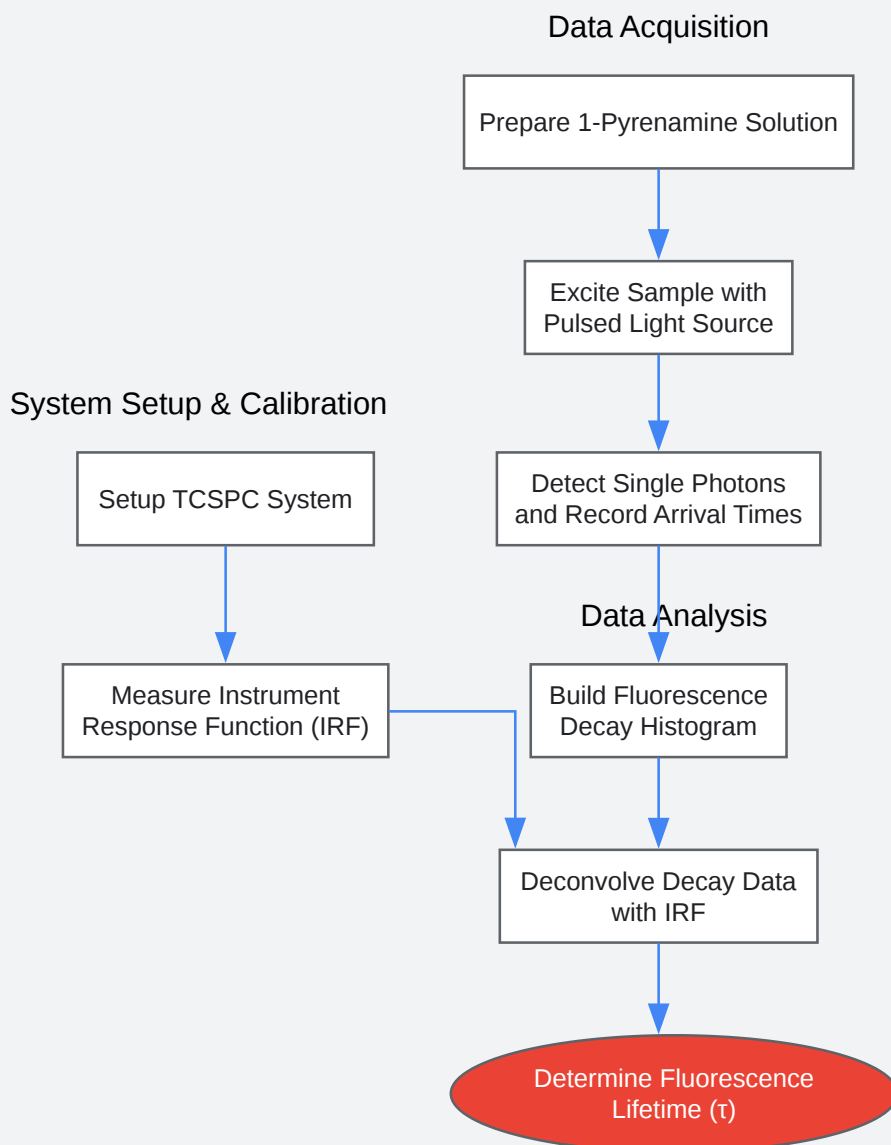 Data Acquisition
Prepare 1-Pyrenamine Solution
Excite Sample with
Pulsed Light Source
System Setup & Calibration
Setup TCSPC System
Detect Single Photons
and Record Arrival Times
Data Analysis
Measure Instrument
Response Function (IRF)
Build Fluorescence
Decay Histogram
Deconvolve Decay Data
with IRF
Determine Fluorescence
Lifetime (τ)